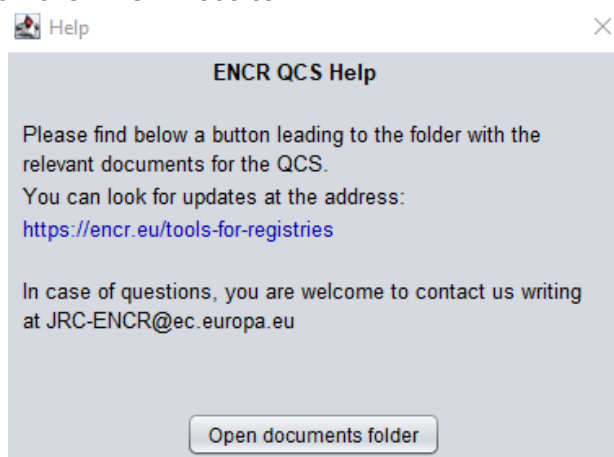 Help
ENCR QCS Help
Please find below a button leading to the folder with the
relevant documents for the QCS.
You can look for updates at the address:
https://encr.eu/tools-for-registries
In case of questions, you are welcome to contact us writing
at JRC-ENCR@ec.europa.eu
Open documents folder